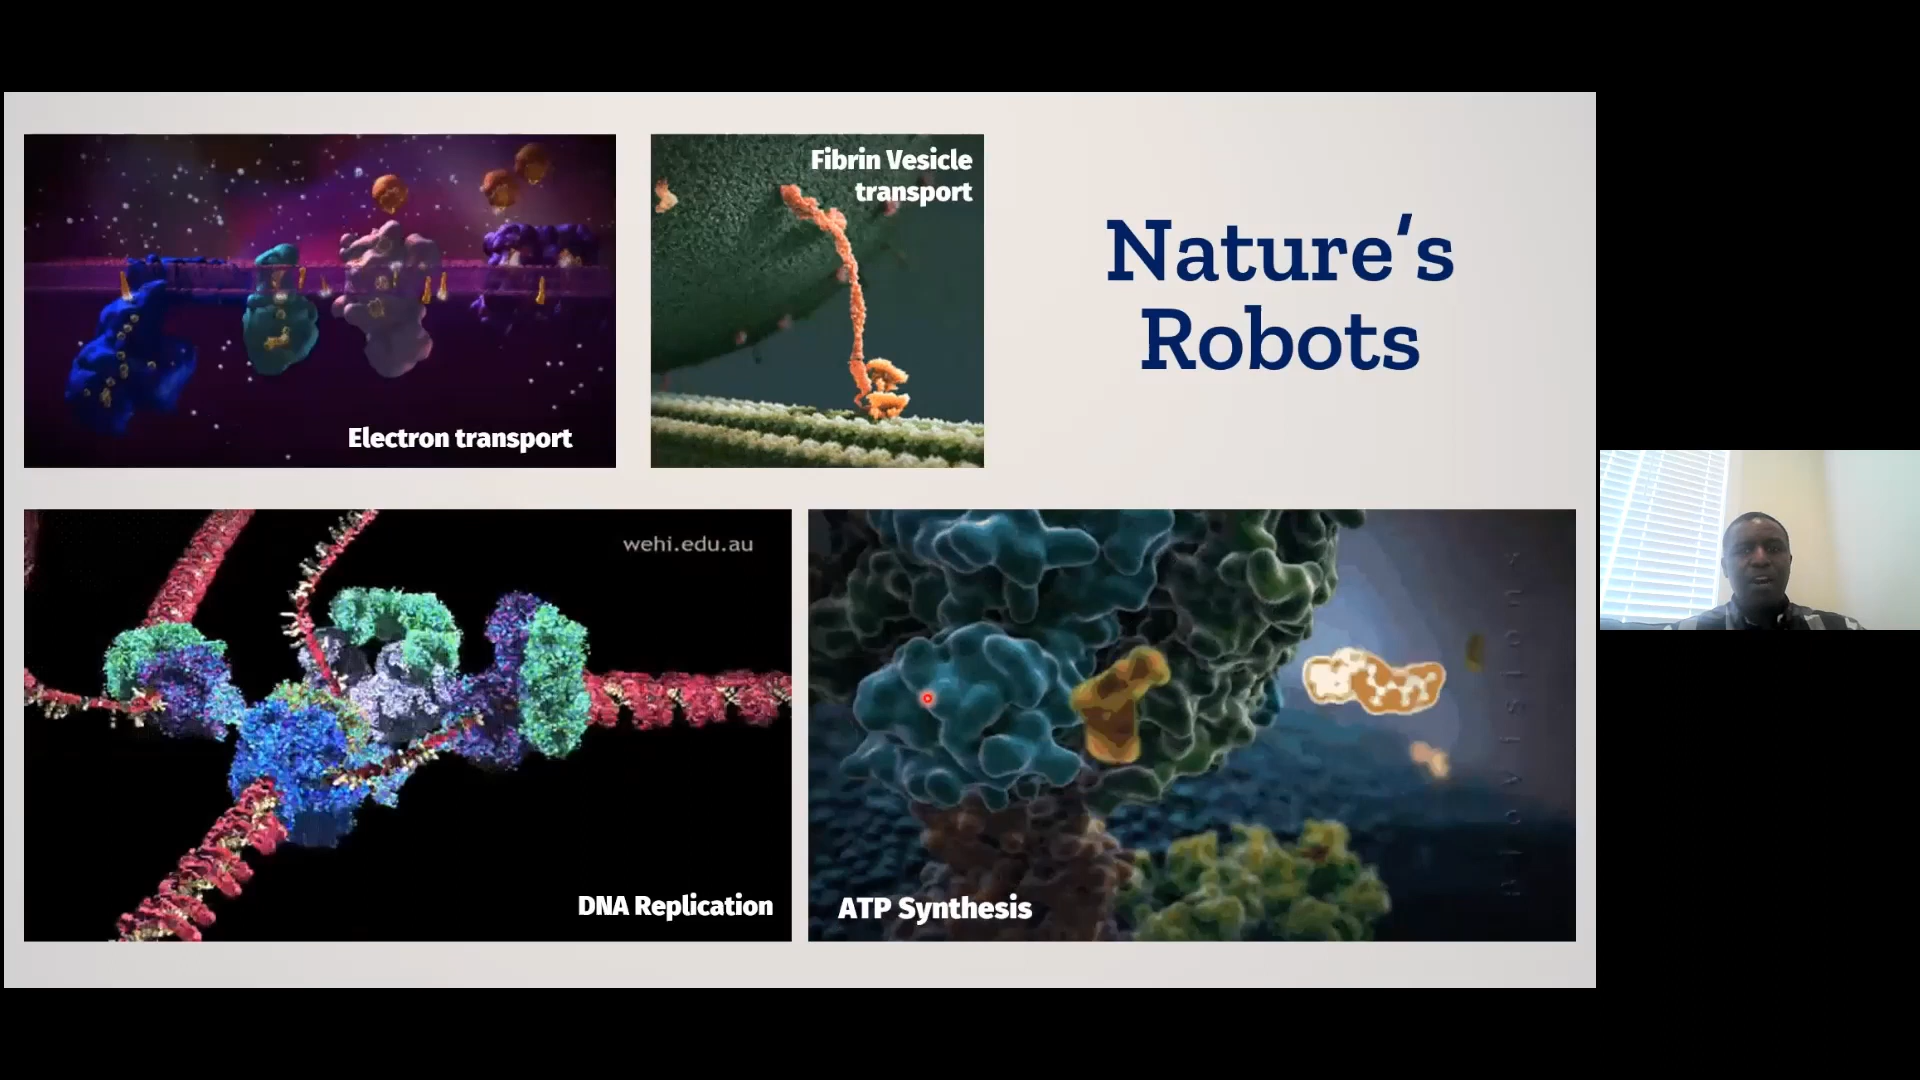 Fibrin Vesicle
transport
Nature's
Robots
Electron transport
wehi.edu.au
DNA Replication
ATP Synthesis